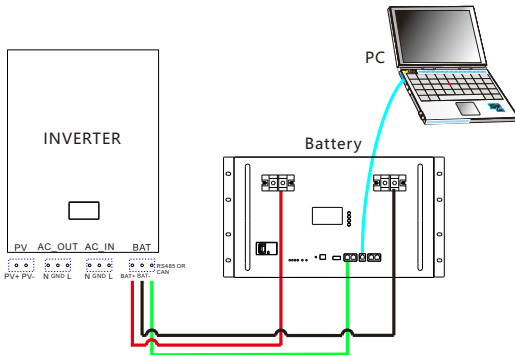 PC
INVERTER
Battery
PV AC_OUT AC_IN BAT
RS485 OR
CAN
PV+ PV- N GND L N GND L BAT+ BAT-